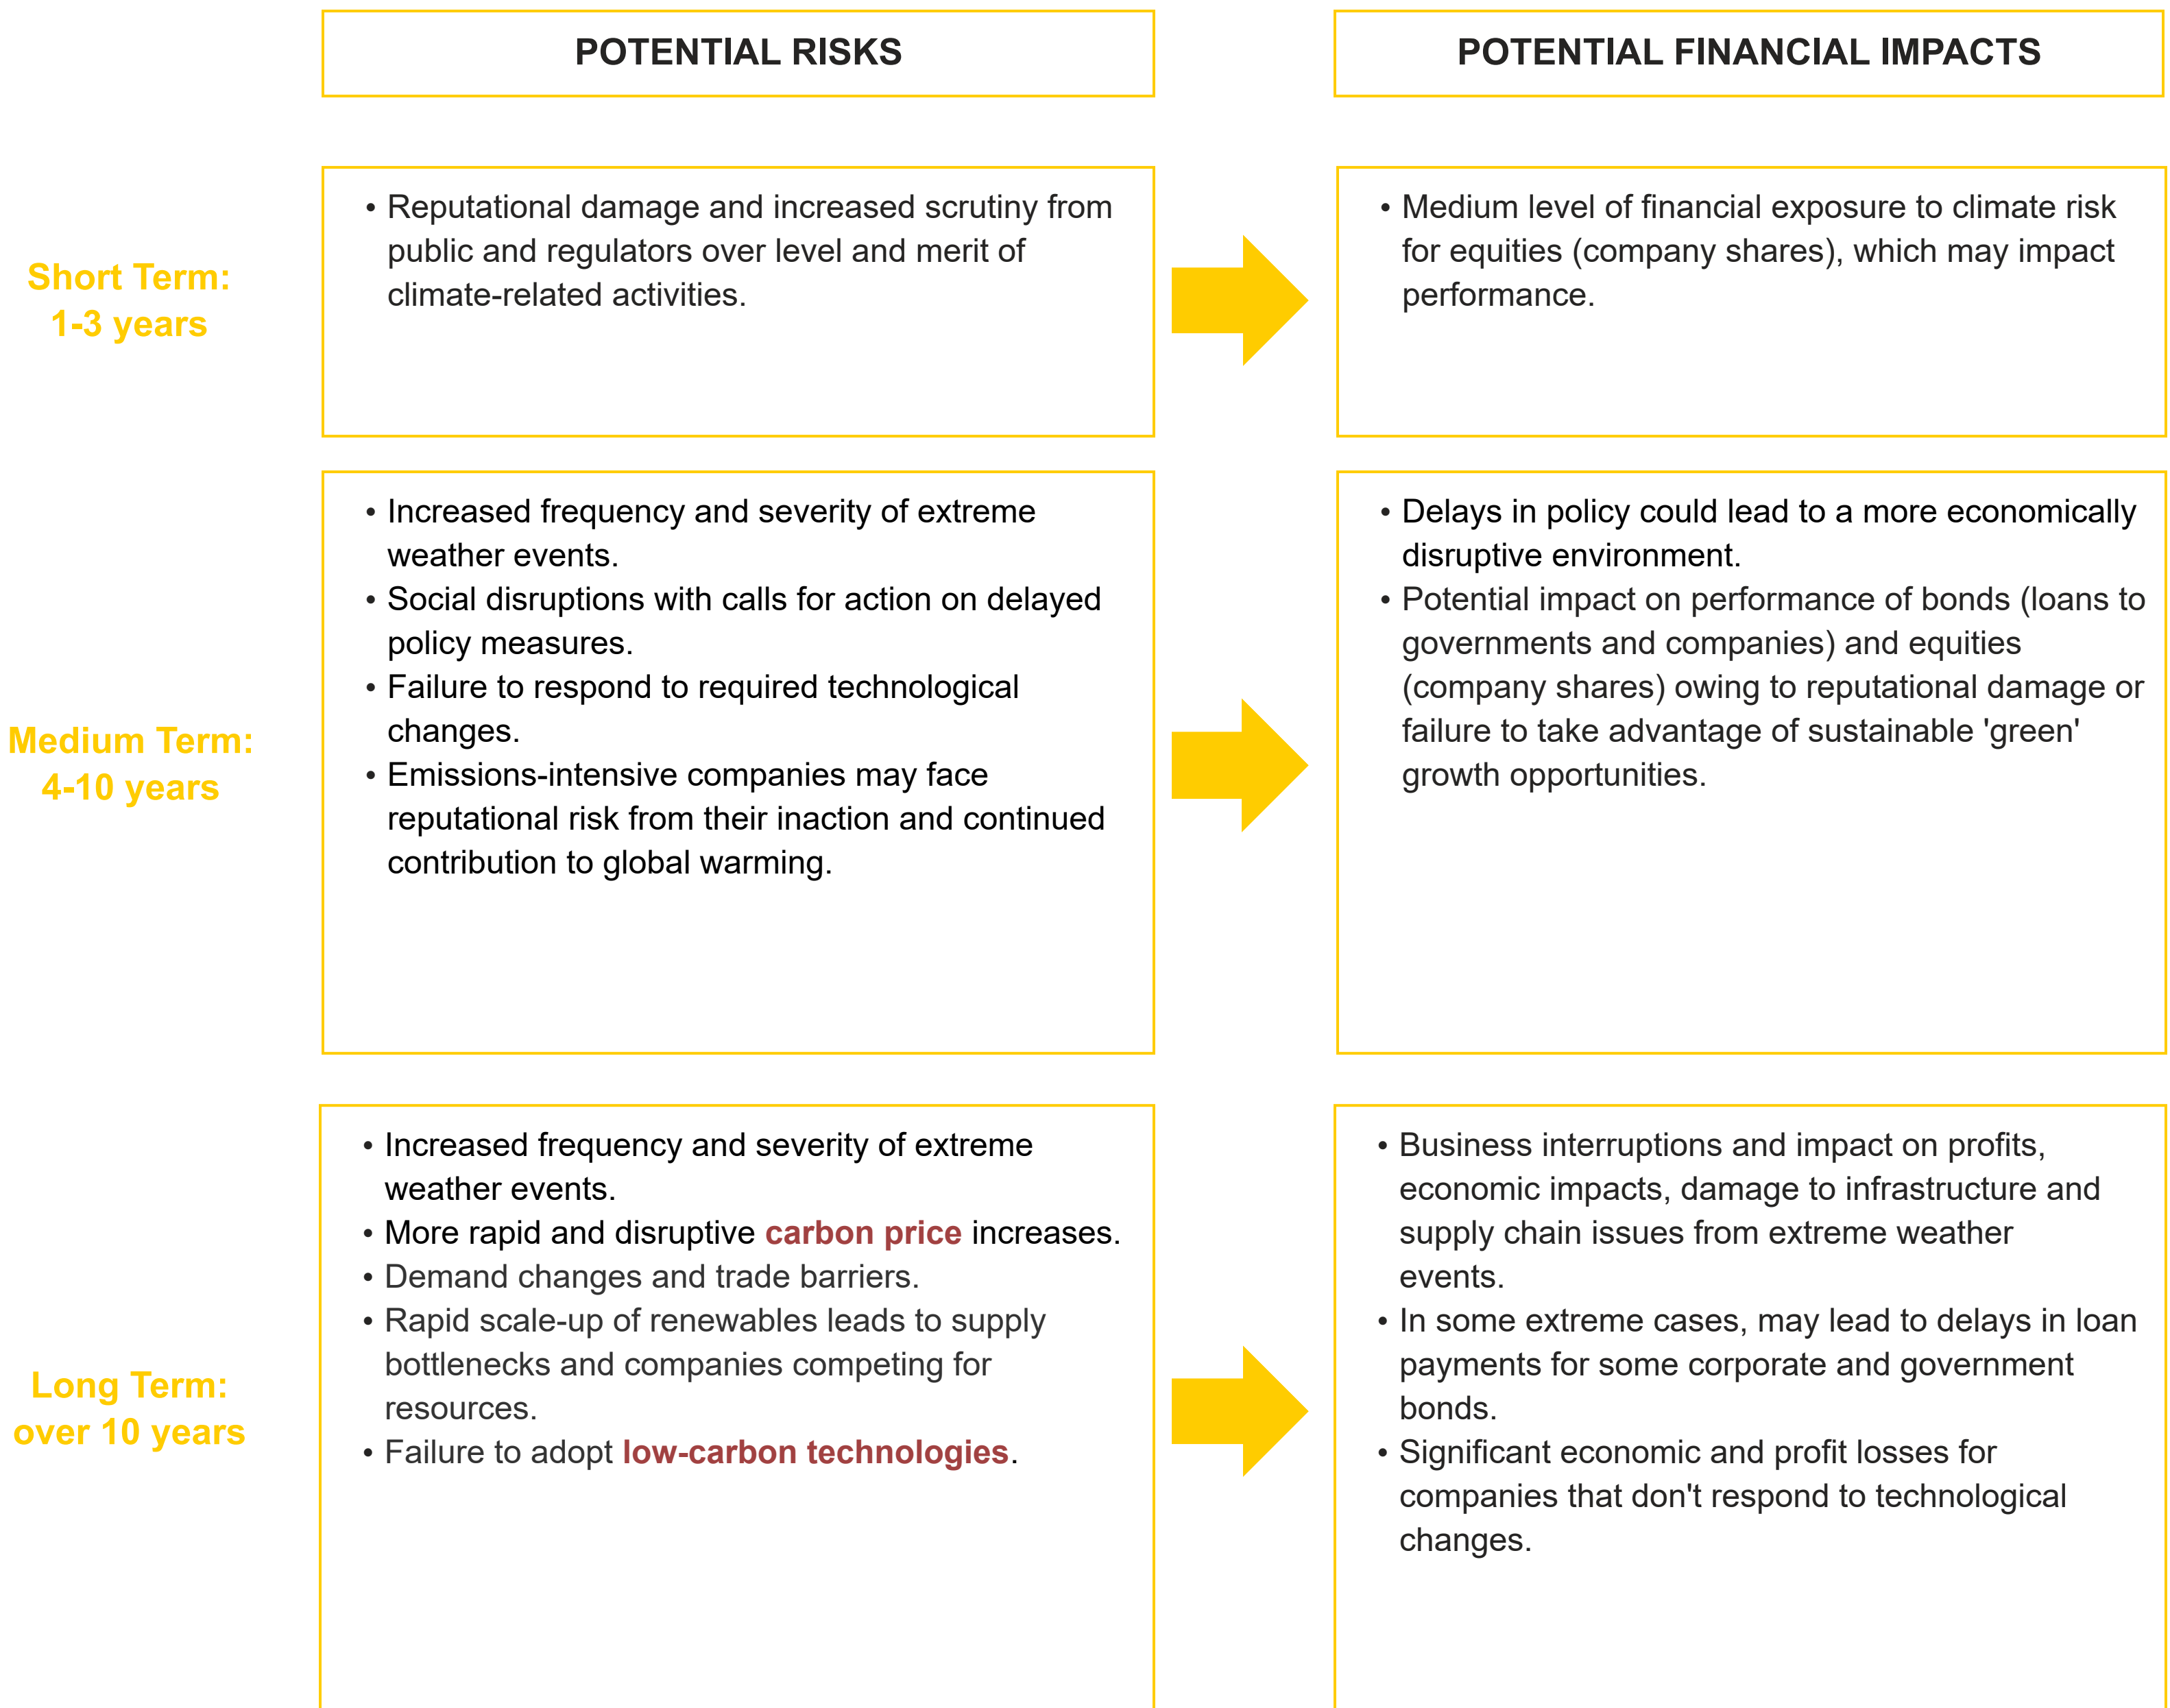 POTENTIAL RISKS
POTENTIAL FINANCIAL IMPACTS
Short Term:
1-3 years
• Reputational damage and increased scrutiny from
public and regulators over level and merit of
climate-related activities.
• Medium level of financial exposure to climate risk
for equities (company shares), which may impact
performance.
Medium Term:
4-10 years
• Increased frequency and severity of extreme
weather events.
• Social disruptions with calls for action on delayed
policy measures.
• Failure to respond to required technological
changes.
• Emissions-intensive companies may face
reputational risk from their inaction and continued
contribution to global warming.
• Delays in policy could lead to a more economically
disruptive environment.
• Potential impact on performance of bonds (loans to
governments and companies) and equities
(company shares) owing to reputational damage or
failure to take advantage of sustainable 'green'
growth opportunities.
Long Term:
over 10 years
• Increased frequency and severity of extreme
weather events.
• More rapid and disruptive carbon price increases.
• Demand changes and trade barriers.
• Rapid scale-up of renewables leads to supply
bottlenecks and companies competing for
resources.
• Failure to adopt low-carbon technologies.
• Business interruptions and impact on profits,
economic impacts, damage to infrastructure and
supply chain issues from extreme weather
events.
• In some extreme cases, may lead to delays in loan
payments for some corporate and government
bonds.
• Significant economic and profit losses for
companies that don't respond to technological
changes.